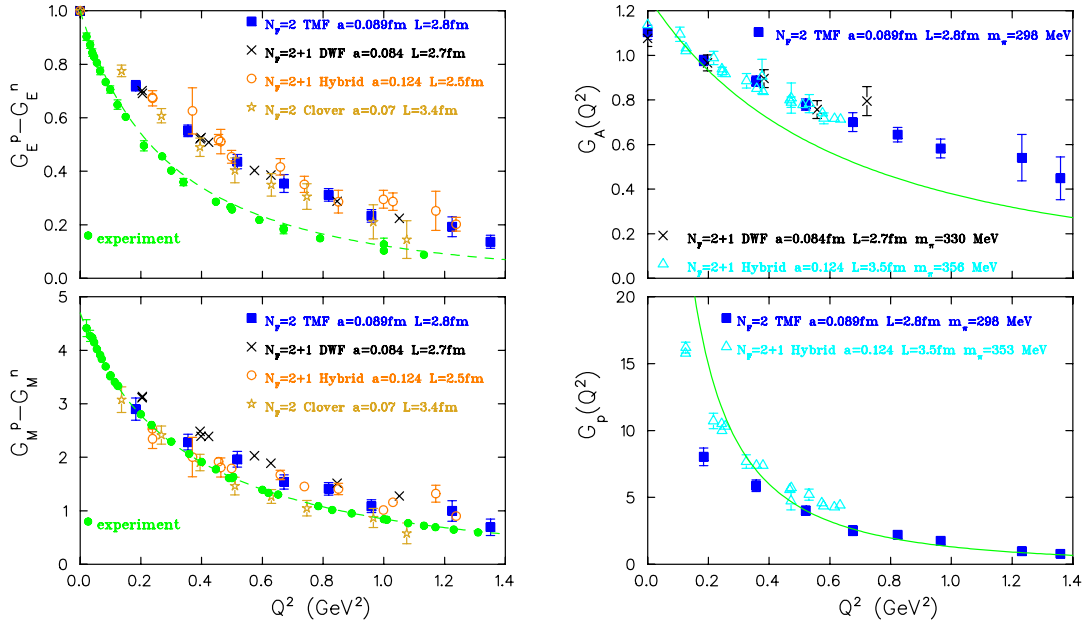 G_E^p−G_E^n
1.0
0.8
0.6
0.4
0.2
0.0
N_F=2 TMF a=0.089fm L=2.8fm
N_F=2+1 DWF a=0.084 L=2.7fm
N_F=2+1 Hybrid a=0.124 L=2.5fm
N_F=2 Clover a=0.07 L=3.4fm
experiment
G_A(Q²)
1.2
1.0
0.8
0.6
0.4
0.2
0.0
N_F=2 TMF a=0.089fm L=2.8fm m_π=298 MeV
N_F=2+1 DWF a=0.084fm L=2.7fm m_π=330 MeV
N_F=2+1 Hybrid a=0.124 L=3.5fm m_π=356 MeV
G_M^p−G_M^n
5
4
3
2
1
0
N_F=2 TMF a=0.089fm L=2.8fm
N_F=2+1 DWF a=0.084 L=2.7fm
N_F=2+1 Hybrid a=0.124 L=2.5fm
N_F=2 Clover a=0.07 L=3.4fm
experiment
0.0 0.2 0.4 0.6 0.8 1.0 1.2 1.4
Q² (GeV²)
G_p(Q²)
20
15
10
5
0
N_F=2 TMF a=0.089fm L=2.8fm m_π=298 MeV
N_F=2+1 Hybrid a=0.124 L=3.5fm m_π=353 MeV
0.0 0.2 0.4 0.6 0.8 1.0 1.2 1.4
Q² (GeV²)